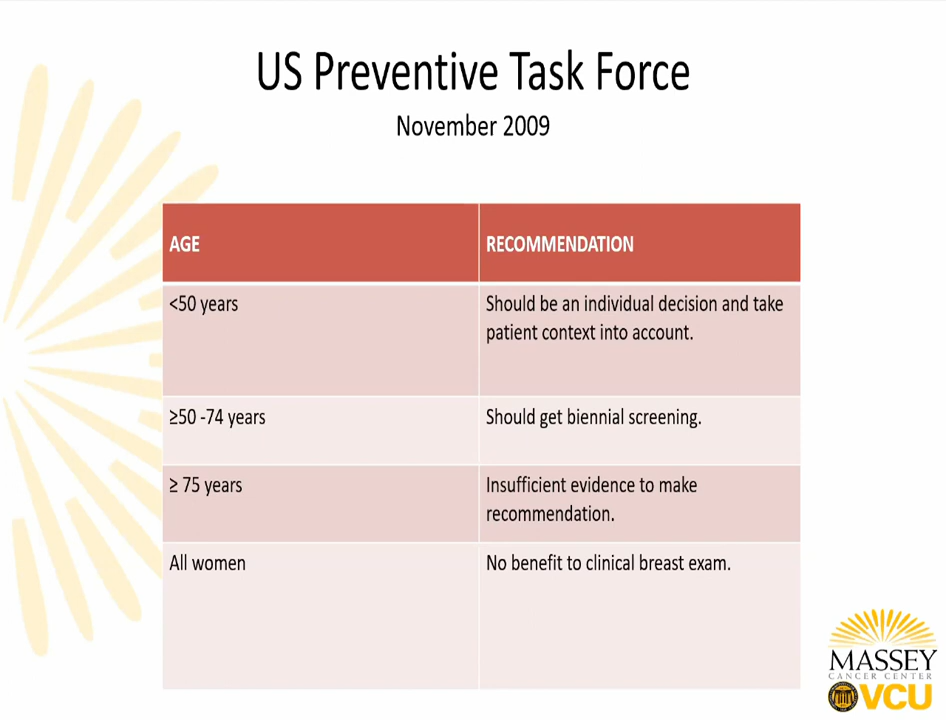 US Preventive Task Force
November 2009
AGE
RECOMMENDATION
<50 years
Should be an individual decision and take
patient context into account.
≥50 -74 years
Should get biennial screening.
≥ 75 years
Insufficient evidence to make
recommendation.
All women
No benefit to clinical breast exam.
MASSEY
CANCER CENTER
VCU